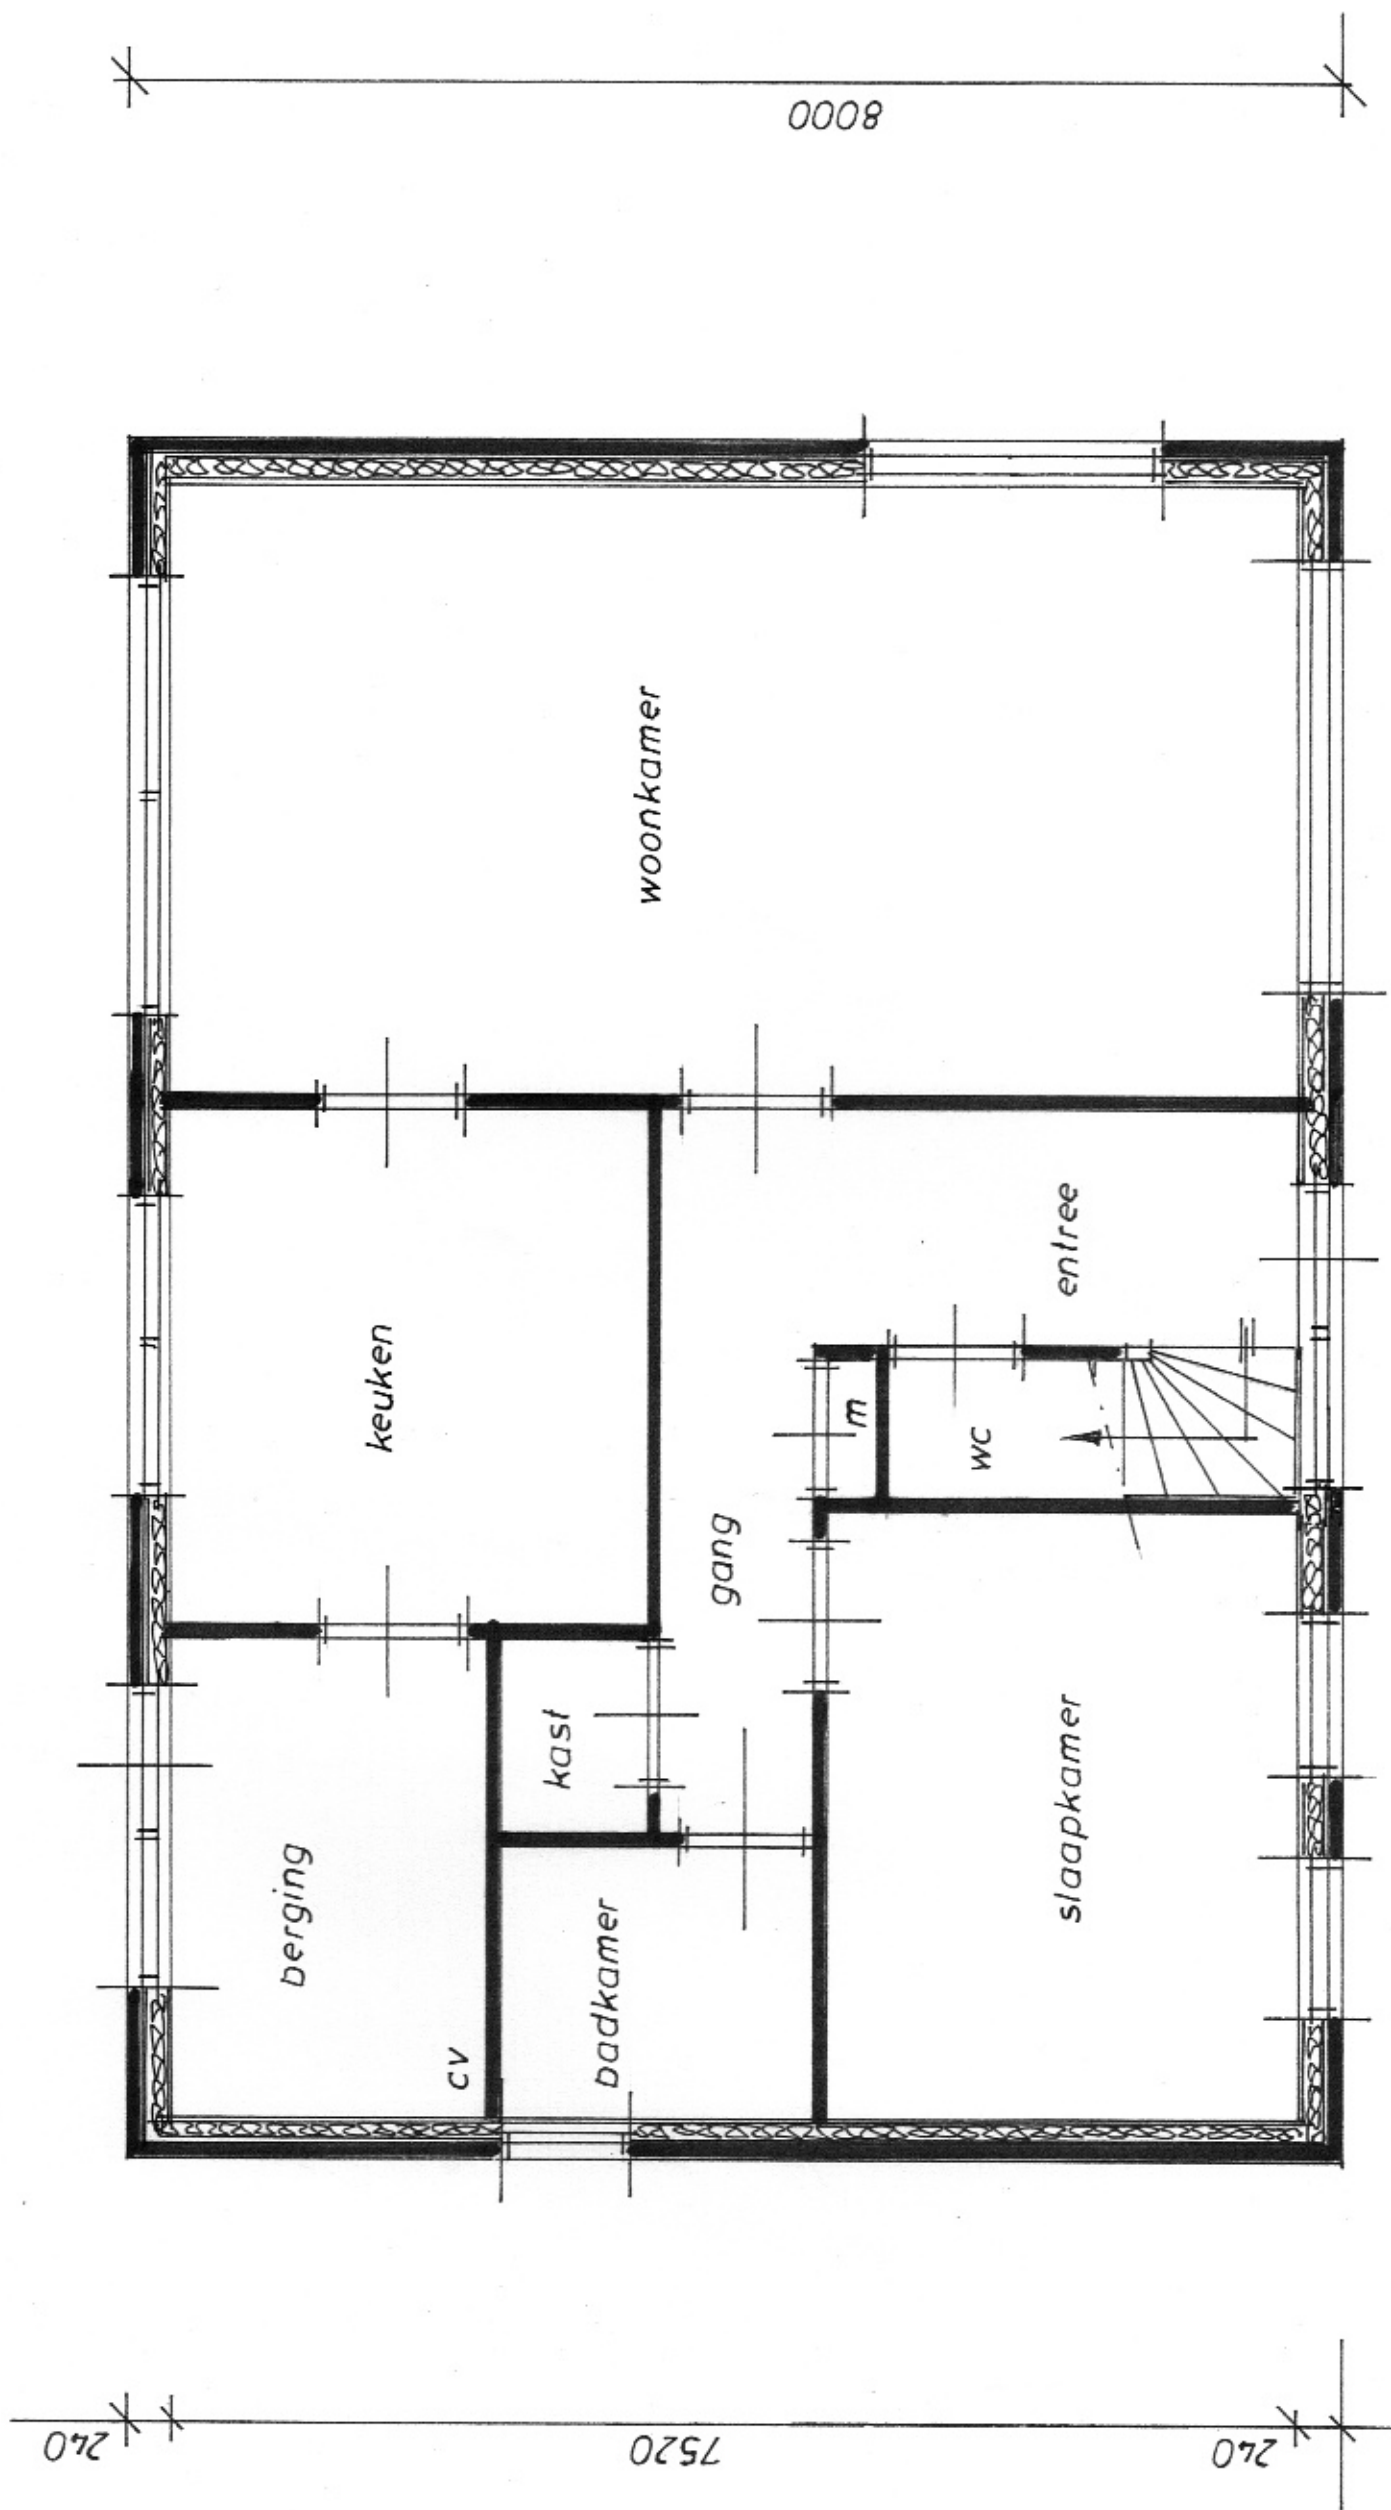 8000
woonkamer
keuken
entree
m
wc
gang
kast
berging
slaapkamer
badkamer
cv
240
7520
240